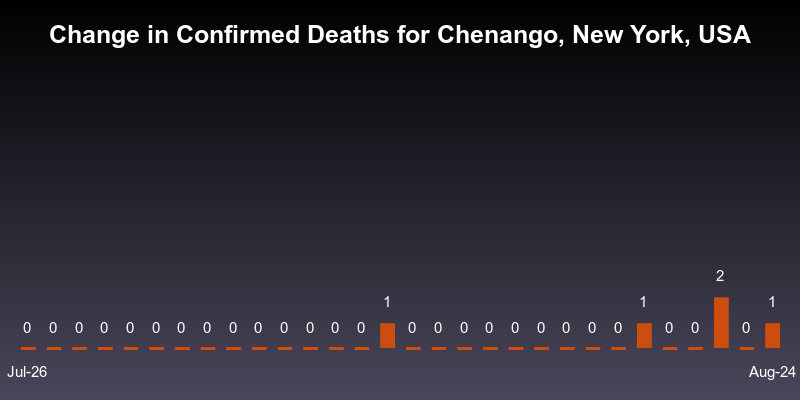 Change in Confirmed Deaths for Chenango, New York, USA
2
1 1 1
0 0 0 0 0 0 0 0 0 0 0 0 0 0 0 0 0 0 0 0 0 0 0 0 0 0
Jul-26 Aug-24